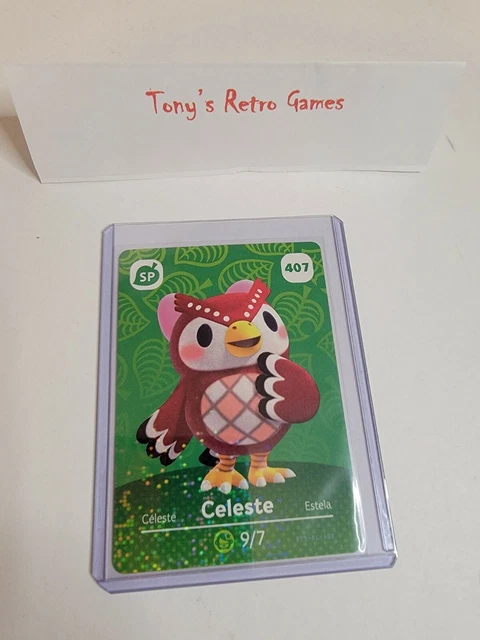 Tony's Retro Games
SP
407
Céleste Celeste Estela
9/7